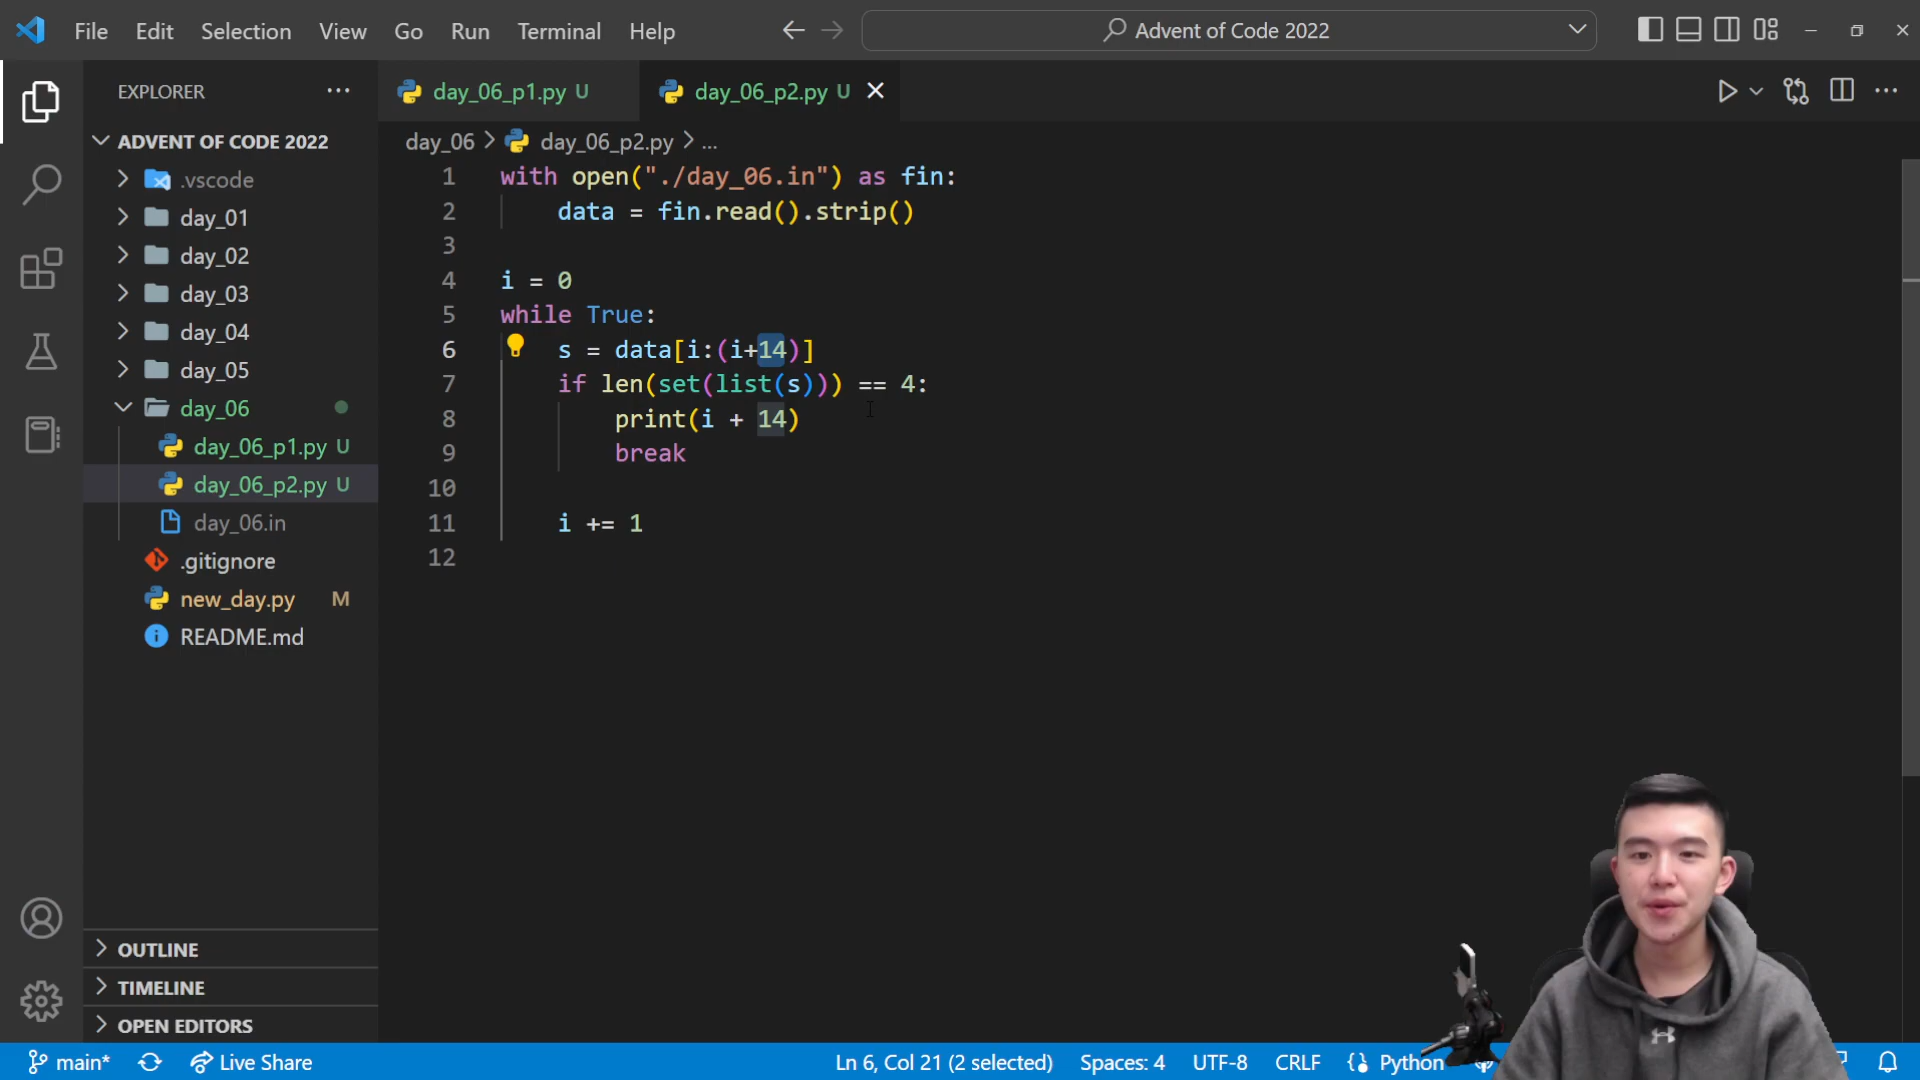 File Edit Selection View Go Run Terminal Help
Advent of Code 2022
EXPLORER
day_06_p1.py U
day_06_p2.py U
ADVENT OF CODE 2022
day_06 > day_06_p2.py > ...
.vscode
day_01
day_02
day_03
day_04
day_05
day_06
day_06_p1.py U
day_06_p2.py U
day_06.in
.gitignore
new_day.py M
README.md
OUTLINE
TIMELINE
OPEN EDITORS
1 with open("./day_06.in") as fin:
2 data = fin.read().strip()
3
4 i = 0
5 while True:
6 s = data[i:(i+14)]
7 if len(set(list(s))) == 4:
8 print(i + 14)
9 break
10
11 i += 1
12
main* Live Share Ln 6, Col 21 (2 selected) Spaces: 4 UTF-8 CRLF Python